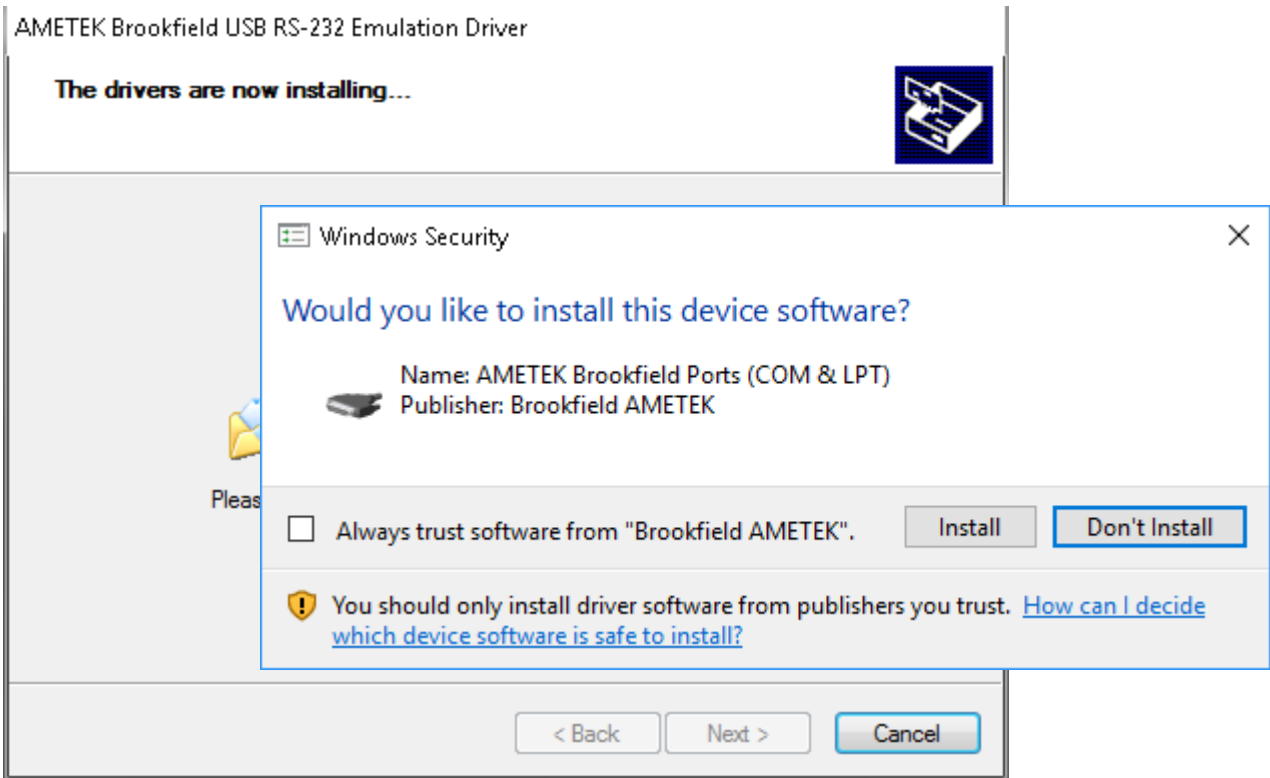 AMETEK Brookfield USB RS-232 Emulation Driver
The drivers are now installing...
Windows Security
Would you like to install this device software?
Name: AMETEK Brookfield Ports (COM & LPT)
Publisher: Brookfield AMETEK
Pleas
Always trust software from "Brookfield AMETEK".
Install
Don't Install
You should only install driver software from publishers you trust. How can I decide
which device software is safe to install?
< Back
Next >
Cancel